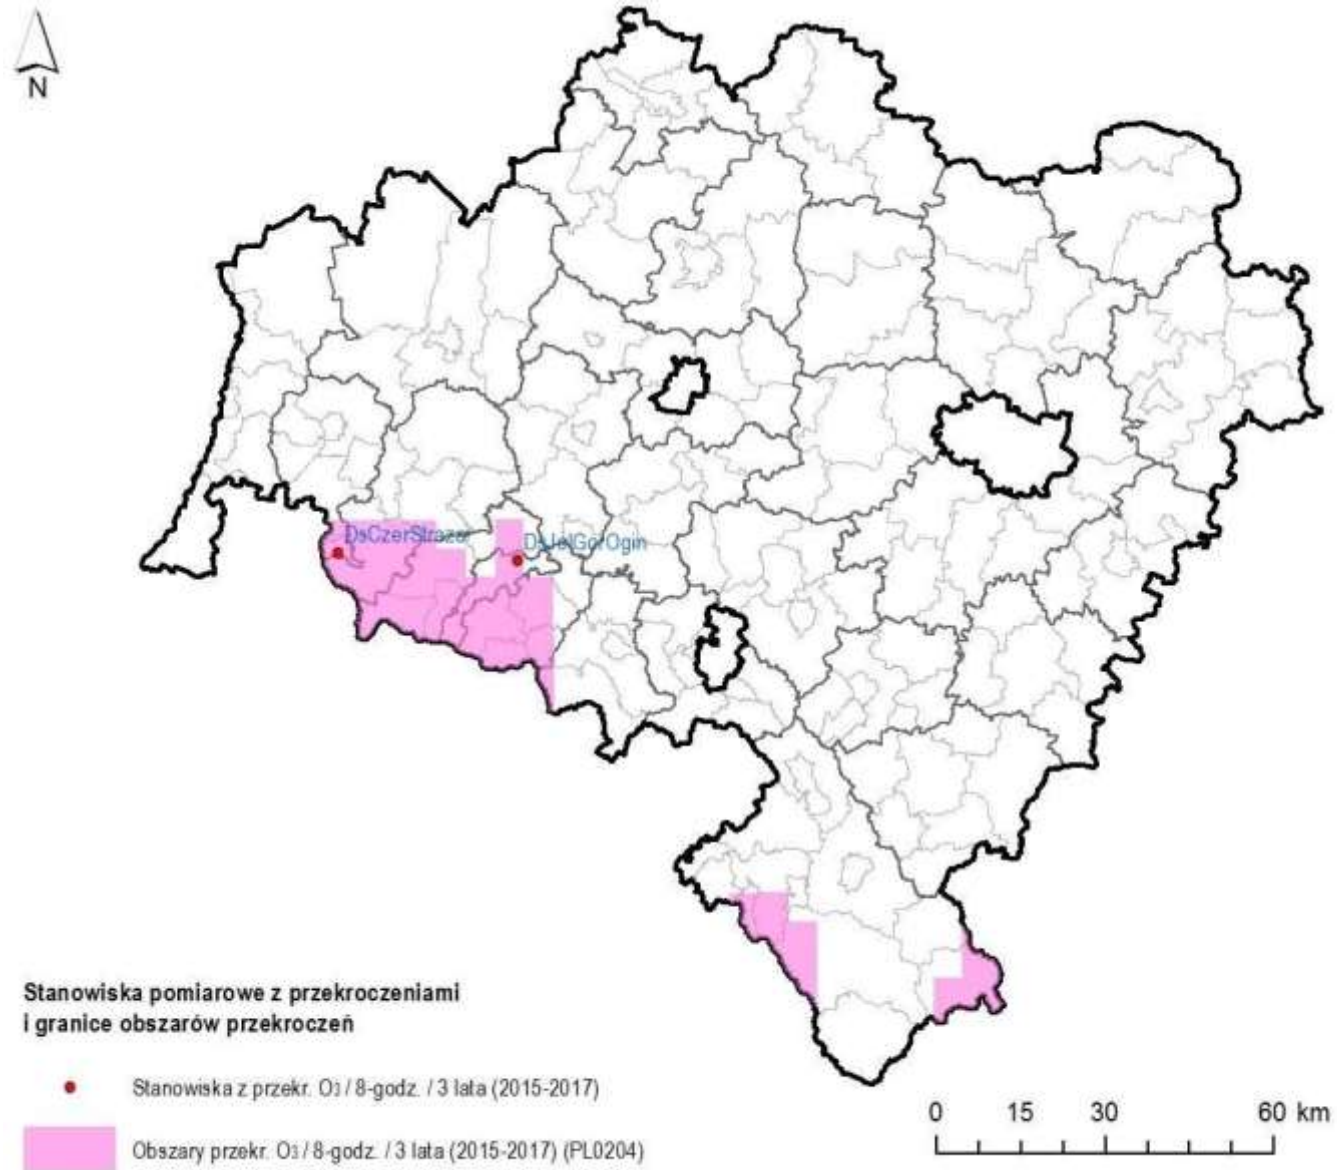 N
DsCzerStraza
DsJelGorOgin
Stanowiska pomiarowe z przekroczeniami
i granice obszarów przekroczeń
Stanowiska z przekr. O3 / 8-godz. / 3 lata (2015-2017)
Obszary przekr. O3 / 8-godz. / 3 lata (2015-2017) (PL0204)
0 15 30 60 km